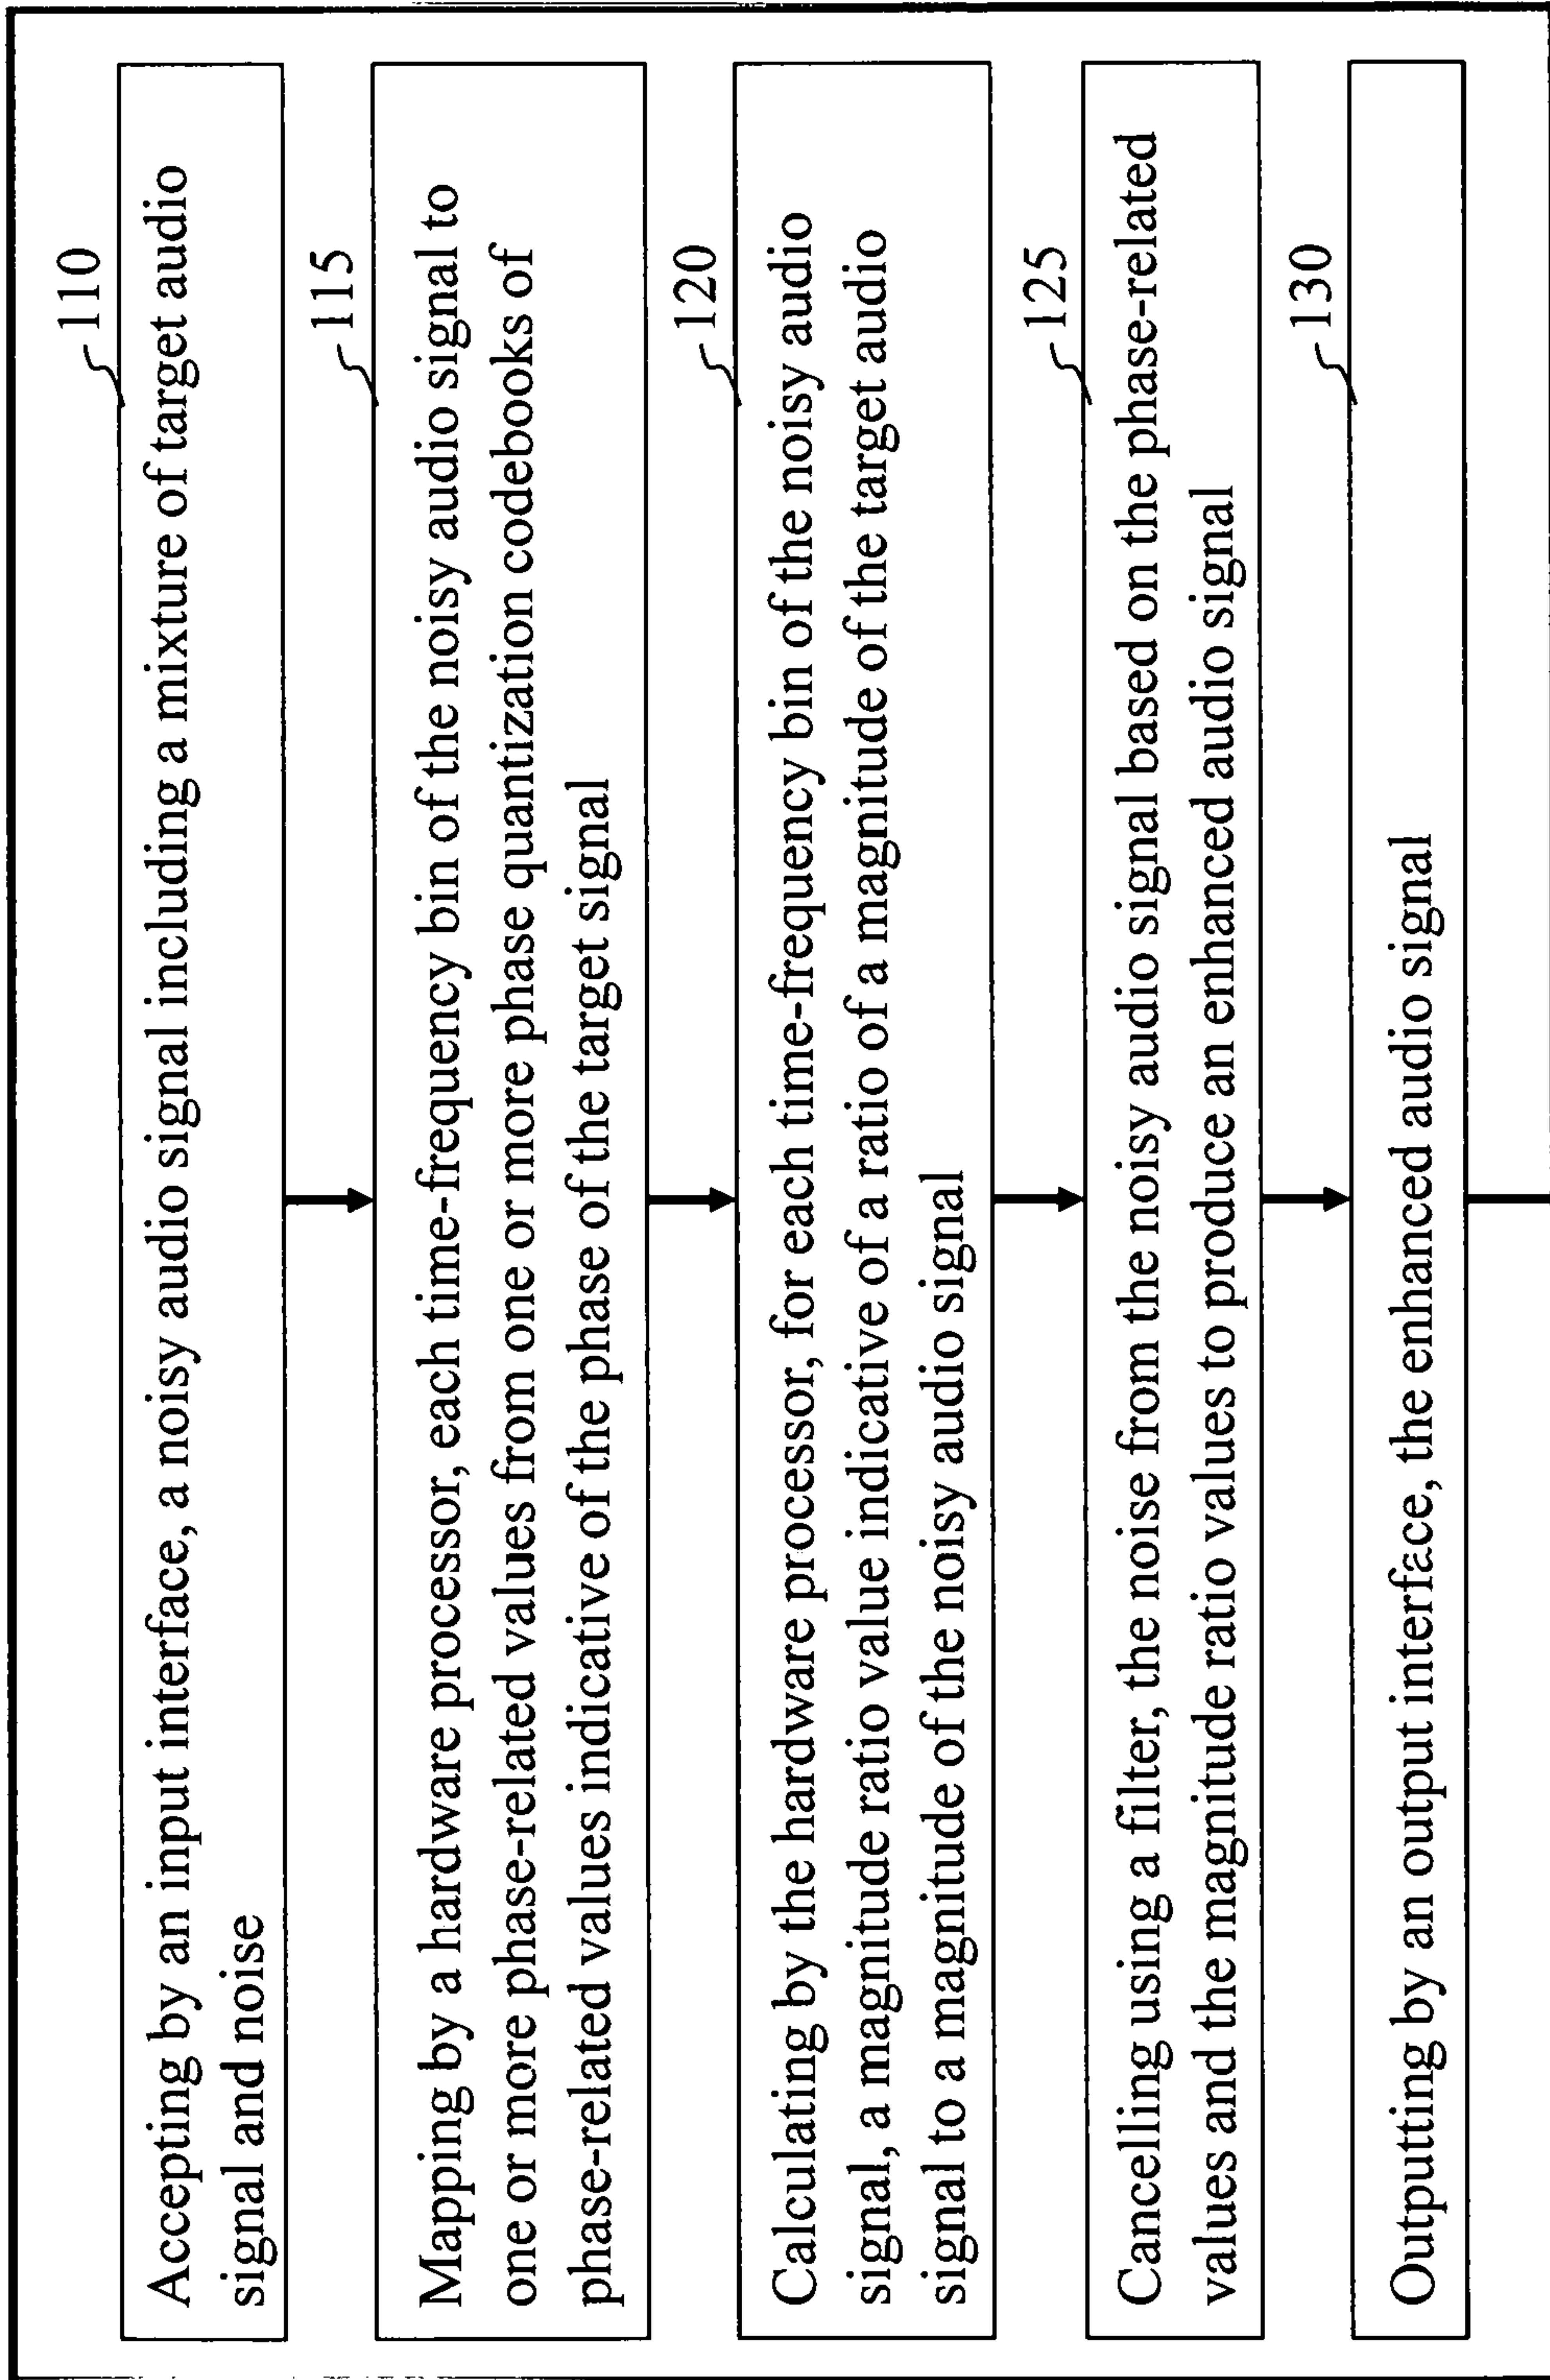 110
Accepting by an input interface, a noisy audio signal including a mixture of target audio
signal and noise
115
Mapping by a hardware processor, each time-frequency bin of the noisy audio signal to
one or more phase-related values from one or more phase quantization codebooks of
phase-related values indicative of the phase of the target signal
120
Calculating by the hardware processor, for each time-frequency bin of the noisy audio
signal, a magnitude ratio value indicative of a ratio of a magnitude of the target audio
signal to a magnitude of the noisy audio signal
125
Cancelling using a filter, the noise from the noisy audio signal based on the phase-related
values and the magnitude ratio values to produce an enhanced audio signal
130
Outputting by an output interface, the enhanced audio signal